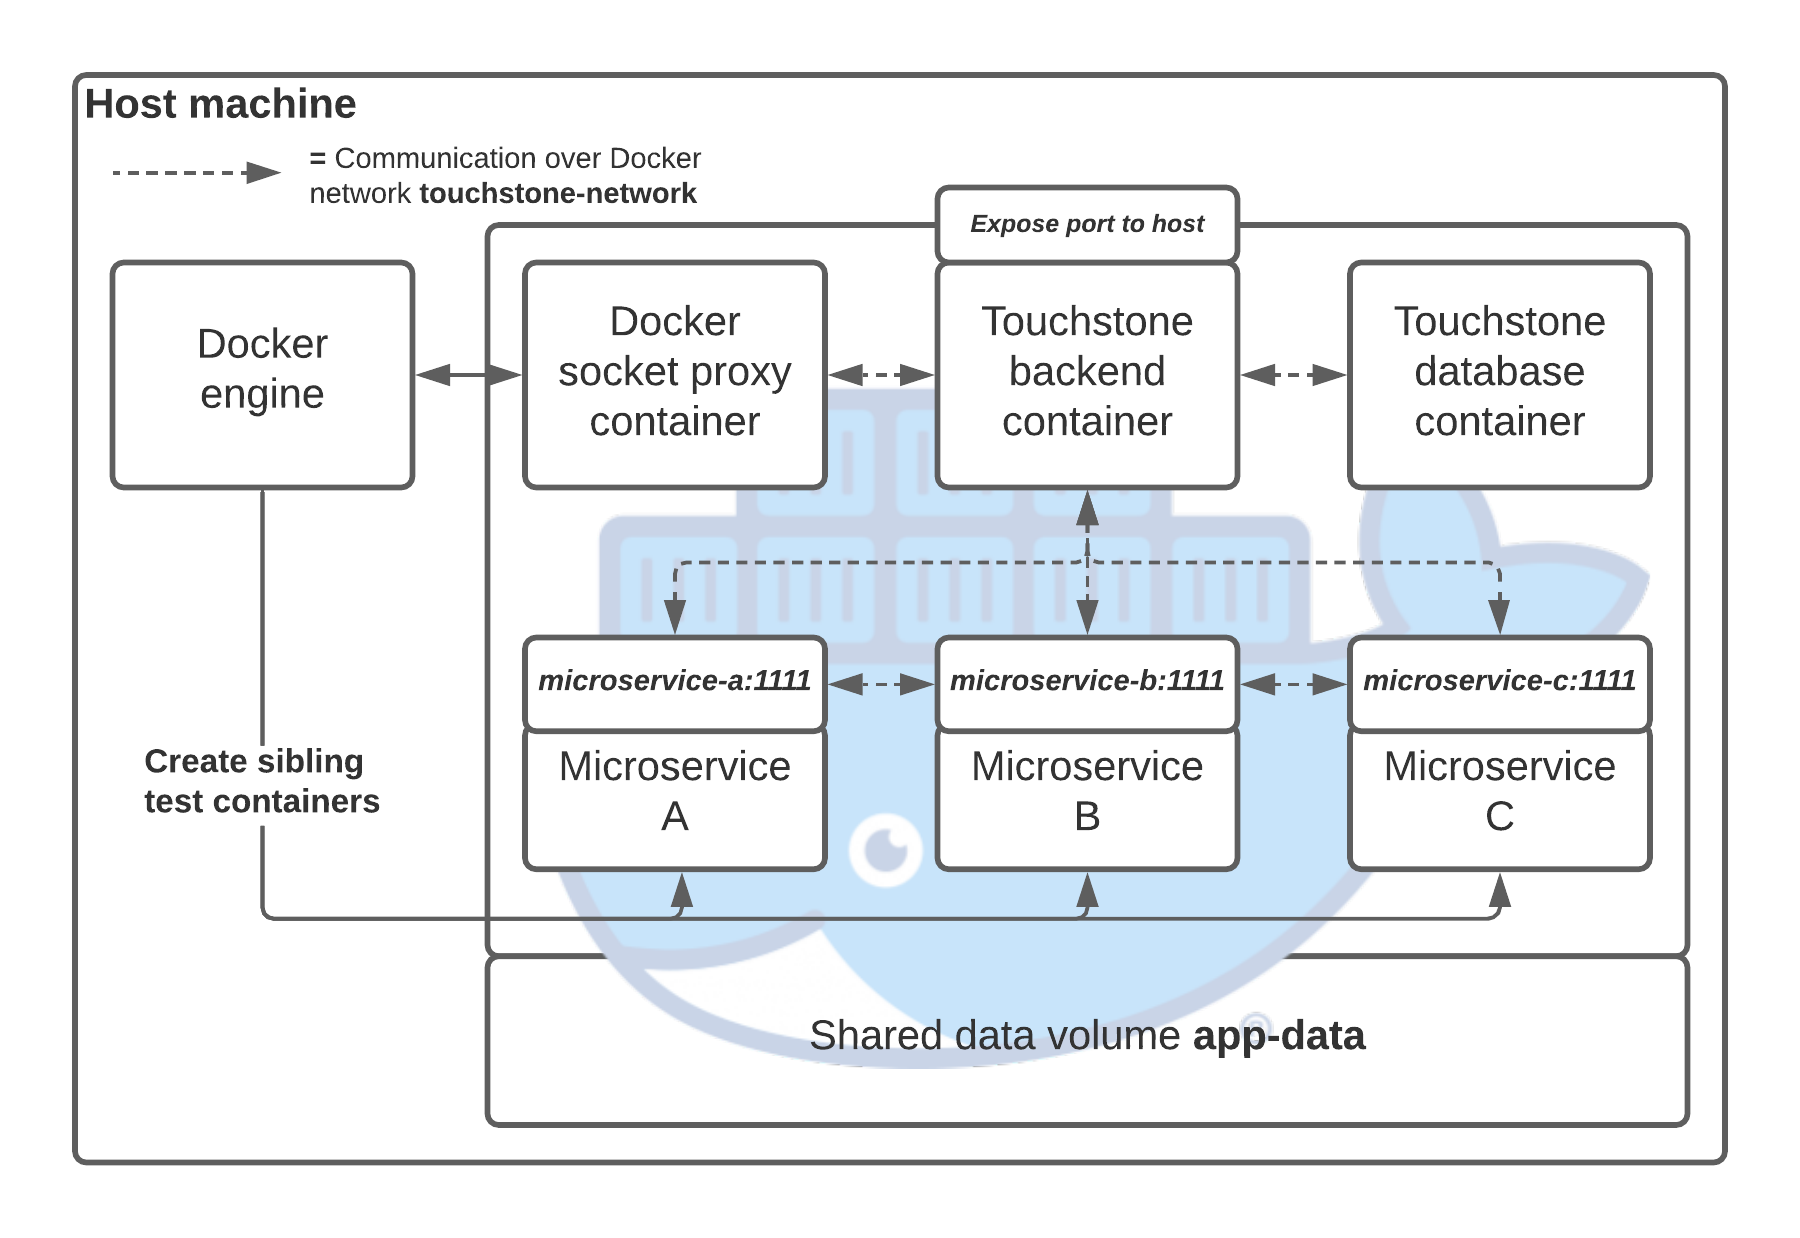 Host machine
= Communication over Docker
network touchstone-network
Expose port to host
Docker
engine
Docker
socket proxy
container
Touchstone
backend
container
Touchstone
database
container
microservice-a:1111
microservice-b:1111
microservice-c:1111
Microservice
A
Microservice
B
Microservice
C
Create sibling
test containers
Shared data volume app-data
®